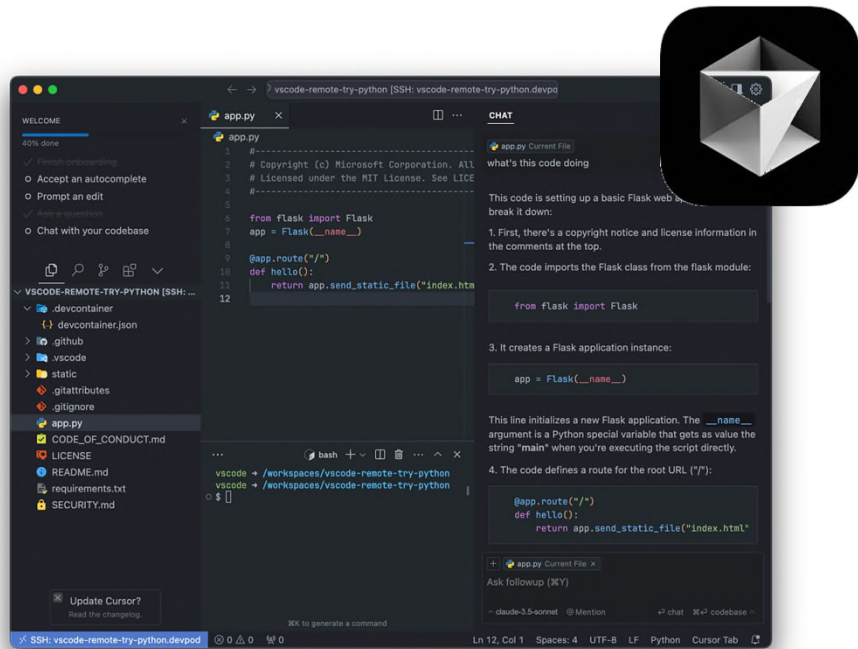 vscode-remote-try-python [SSH: vscode-remote-try-python.devpo
WELCOME
40% done
Finish onboarding
Accept an autocomplete
Prompt an edit
Ask a question
Chat with your codebase
VSCODE-REMOTE-TRY-PYTHON [SSH: ...
.devcontainer
devcontainer.json
.github
.vscode
static
.gitattributes
.gitignore
app.py
CODE_OF_CONDUCT.md
LICENSE
README.md
requirements.txt
SECURITY.md
Update Cursor?
Read the changelog.
app.py
app.py
1 #-----------------------------------------
2 # Copyright (c) Microsoft Corporation. All
3 # Licensed under the MIT License. See LICE
4 #-----------------------------------------
5
6 from flask import Flask
7 app = Flask(__name__)
8
9 @app.route("/")
10 def hello():
11 return app.send_static_file("index.htm
12
bash
vscode → /workspaces/vscode-remote-try-python
vscode → /workspaces/vscode-remote-try-python
$
⌘K to generate a command
CHAT
app.py Current File
what's this code doing
This code is setting up a basic Flask web
break it down:
1. First, there's a copyright notice and license information in
the comments at the top.
2. The code imports the Flask class from the flask module:
from flask import Flask
3. It creates a Flask application instance:
app = Flask(__name__)
This line initializes a new Flask application. The __name__
argument is a Python special variable that gets as value the
string "main" when you're executing the script directly.
4. The code defines a route for the root URL ("/"):
@app.route("/")
def hello():
return app.send_static_file("index.html"
+ app.py Current File ×
Ask followup (⌘Y)
claude-3.5-sonnet @Mention chat codebase
SSH: vscode-remote-try-python.devpod 0 0 0 Ln 12, Col 1 Spaces: 4 UTF-8 LF Python Cursor Tab